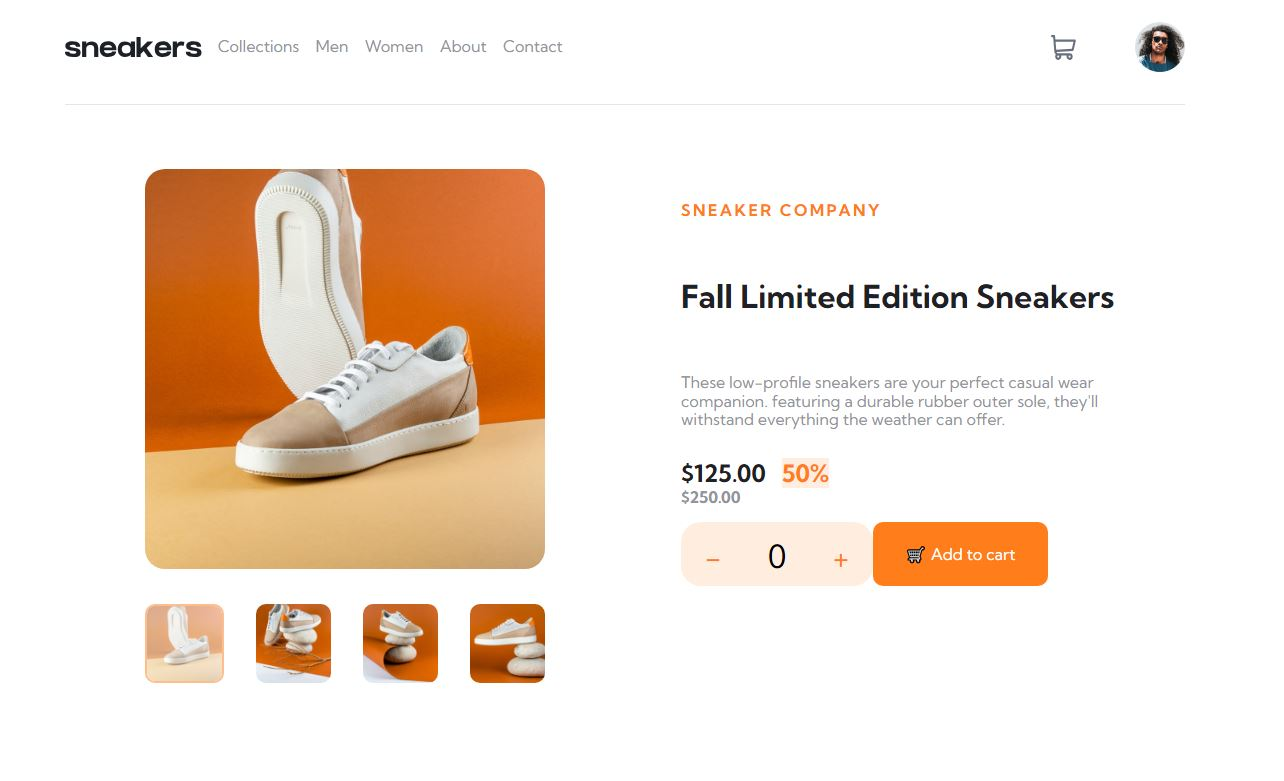 sneakers Collections Men Women About Contact
SNEAKER COMPANY
Fall Limited Edition Sneakers
These low-profile sneakers are your perfect casual wear
companion. featuring a durable rubber outer sole, they'll
withstand everything the weather can offer.
$125.00 50%
$250.00
− 0 + Add to cart